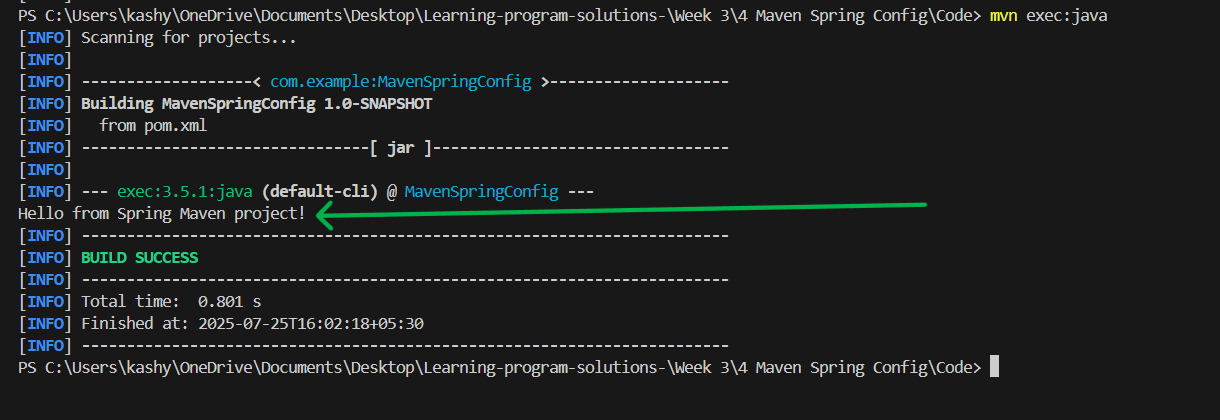 PS C:\Users\kashy\OneDrive\Documents\Desktop\Learning-program-solutions-\Week 3\4 Maven Spring Config\Code> mvn exec:java
[INFO] Scanning for projects...
[INFO]
[INFO] -------------------< com.example:MavenSpringConfig >--------------------
[INFO] Building MavenSpringConfig 1.0-SNAPSHOT
[INFO]   from pom.xml
[INFO] --------------------------------[ jar ]---------------------------------
[INFO]
[INFO] --- exec:3.5.1:java (default-cli) @ MavenSpringConfig ---
Hello from Spring Maven project!
[INFO] ------------------------------------------------------------------------
[INFO] BUILD SUCCESS
[INFO] ------------------------------------------------------------------------
[INFO] Total time:  0.801 s
[INFO] Finished at: 2025-07-25T16:02:18+05:30
[INFO] ------------------------------------------------------------------------
PS C:\Users\kashy\OneDrive\Documents\Desktop\Learning-program-solutions-\Week 3\4 Maven Spring Config\Code>